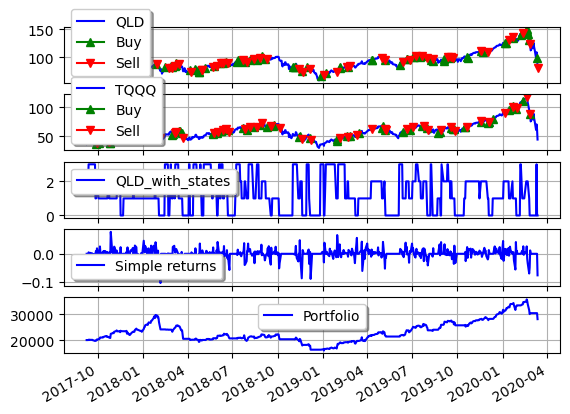 QLD
Buy
Sell
150
100
TQQQ
Buy
Sell
100
50
QLD_with_states
2
0
Simple returns
0.0
−0.1
Portfolio
30000
20000
2017-10
2018-01
2018-04
2018-07
2018-10
2019-01
2019-04
2019-07
2019-10
2020-01
2020-04